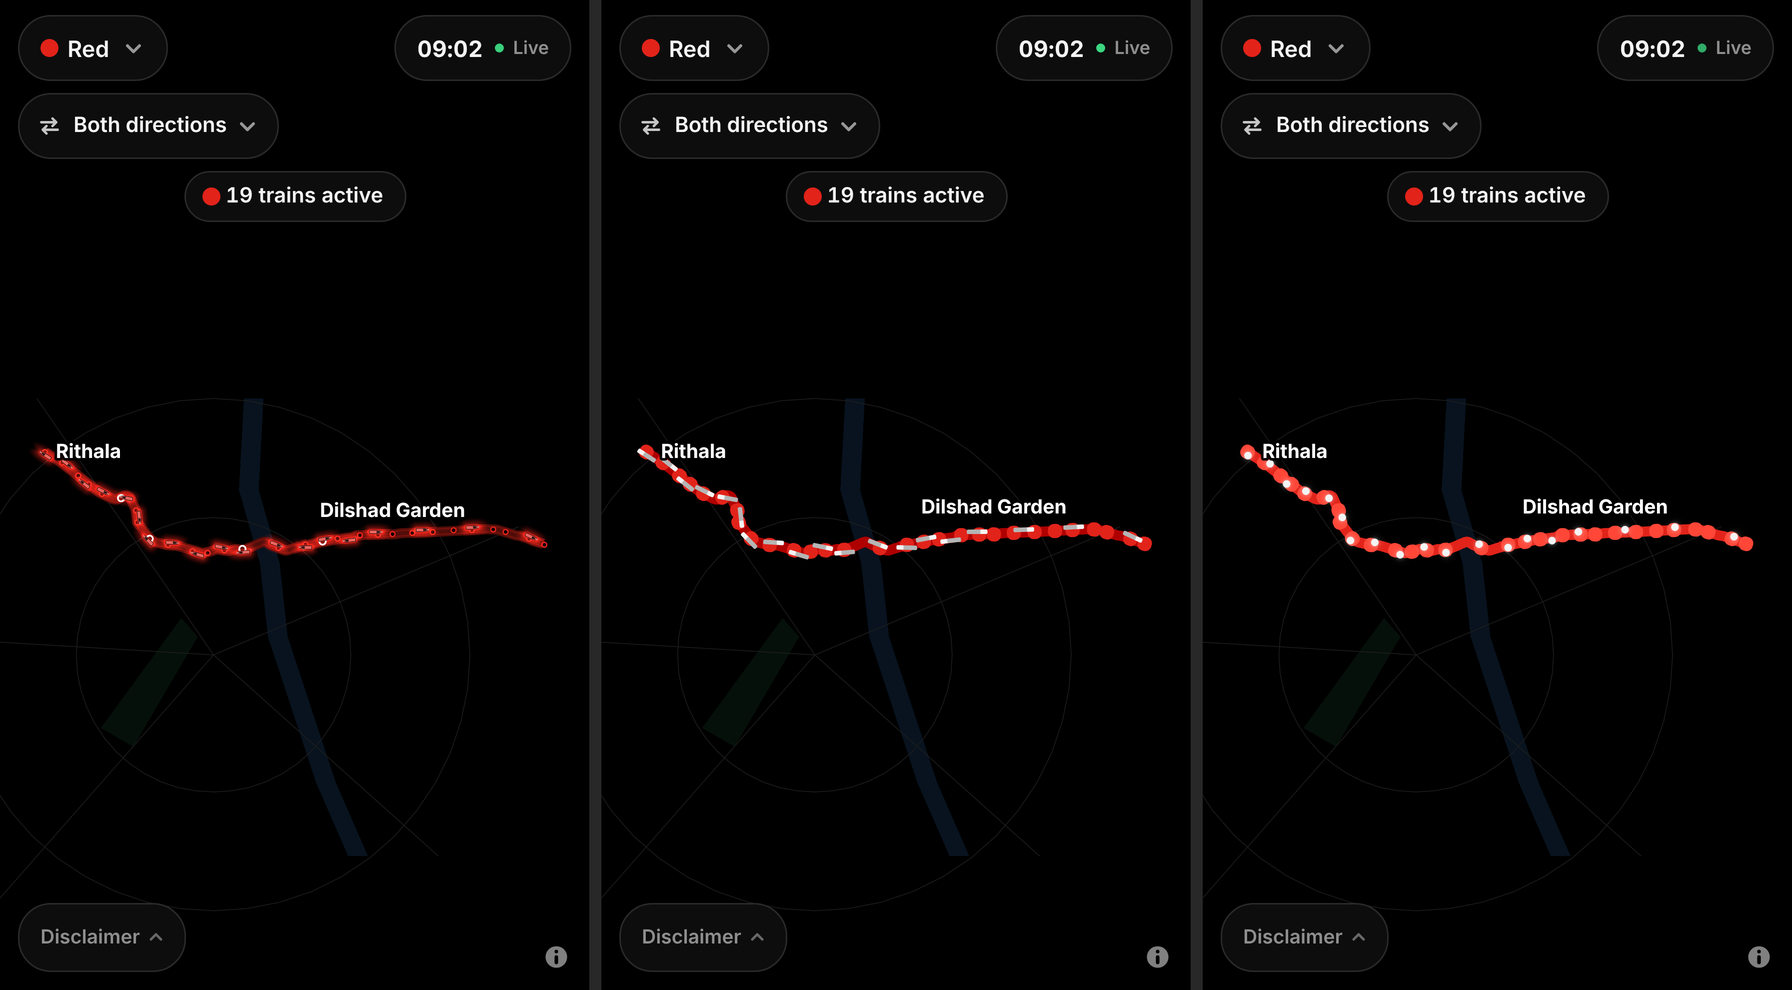 Red
09:02 Live
Both directions
19 trains active
Rithala
Dilshad Garden
Disclaimer
Red
09:02 Live
Both directions
19 trains active
Rithala
Dilshad Garden
Disclaimer
Red
09:02 Live
Both directions
19 trains active
Rithala
Dilshad Garden
Disclaimer